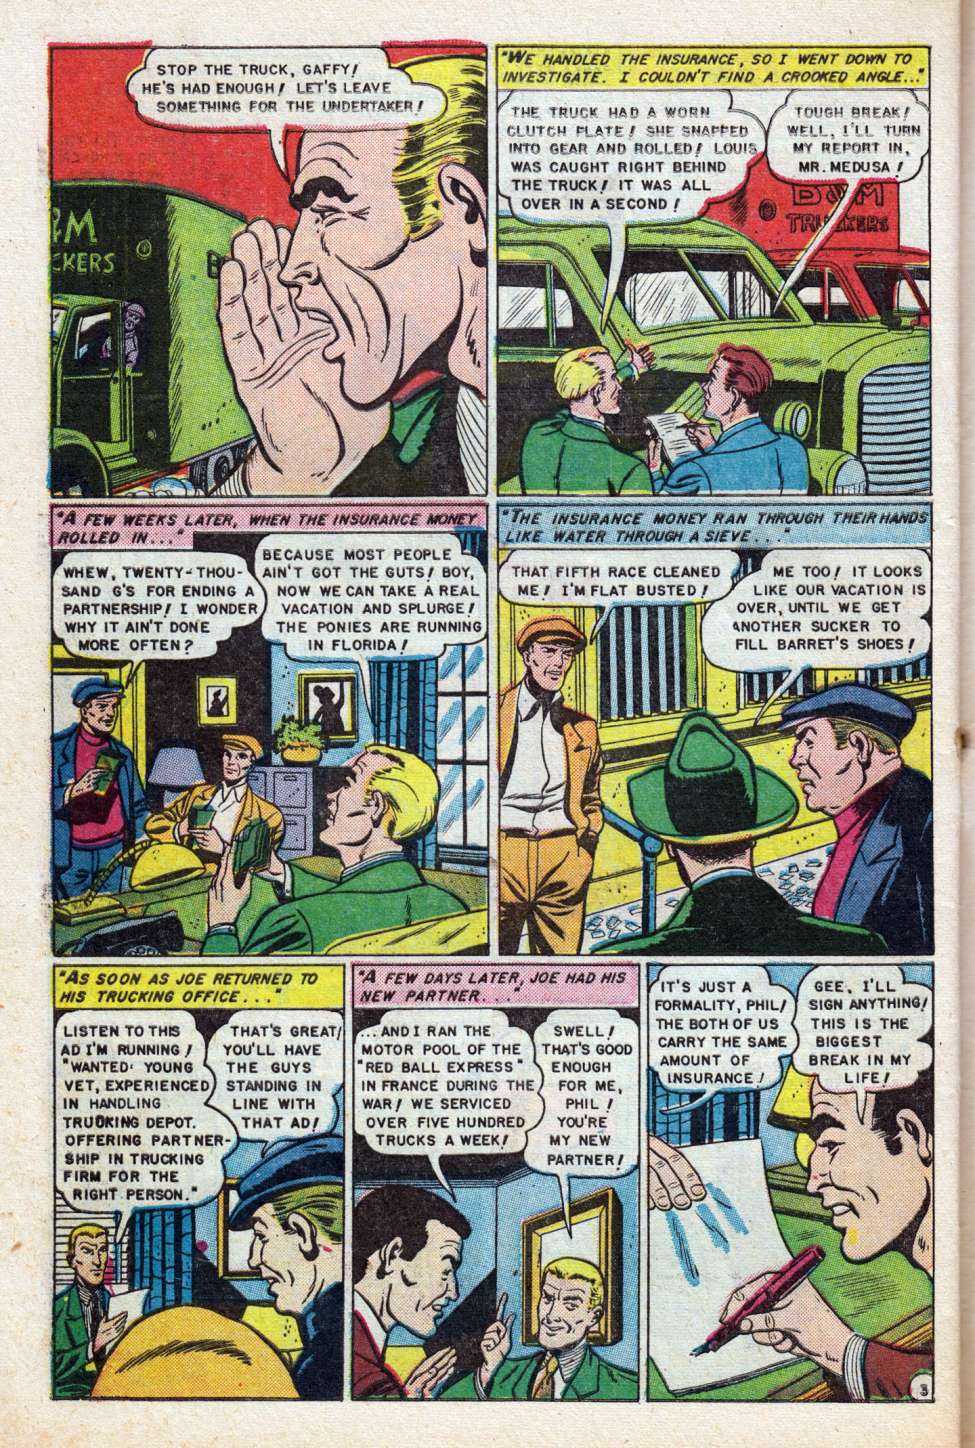 STOP THE TRUCK, GAFFY!
HE'S HAD ENOUGH! LET'S LEAVE
SOMETHING FOR THE UNDERTAKER!
&M
CKERS
B
"WE HANDLED THE INSURANCE, SO I WENT DOWN TO
INVESTIGATE. I COULDN'T FIND A CROOKED ANGLE..."
THE TRUCK HAD A WORN
CLUTCH PLATE! SHE SNAPPED
INTO GEAR AND ROLLED! LOUIS
WAS CAUGHT RIGHT BEHIND
THE TRUCK! IT WAS ALL
OVER IN A SECOND!
TOUGH BREAK!
WELL, I'LL TURN
MY REPORT IN,
MR. MEDUSA!
B&M
TRUCKERS
"A FEW WEEKS LATER, WHEN THE INSURANCE MONEY
ROLLED IN..."
WHEW, TWENTY-THOU-
SAND G'S FOR ENDING A
PARTNERSHIP! I WONDER
WHY IT AIN'T DONE
MORE OFTEN?
BECAUSE MOST PEOPLE
AIN'T GOT THE GUTS! BOY,
NOW WE CAN TAKE A REAL
VACATION AND SPLURGE!
THE PONIES ARE RUNNING
IN FLORIDA!
"THE INSURANCE MONEY RAN THROUGH THEIR HANDS
LIKE WATER THROUGH A SIEVE..."
THAT FIFTH RACE CLEANED
ME! I'M FLAT BUSTED!
ME TOO! IT LOOKS
LIKE OUR VACATION IS
OVER, UNTIL WE GET
ANOTHER SUCKER TO
FILL BARRET'S SHOES!
"AS SOON AS JOE RETURNED TO
HIS TRUCKING OFFICE..."
LISTEN TO THIS
AD I'M RUNNING!
"WANTED: YOUNG
VET, EXPERIENCED
IN HANDLING
TRUCKING DEPOT.
OFFERING PARTNER-
SHIP IN TRUCKING
FIRM FOR THE
RIGHT PERSON."
THAT'S GREAT!
YOU'LL HAVE
THE GUYS
STANDING IN
LINE WITH
THAT AD!
"A FEW DAYS LATER, JOE HAD HIS
NEW PARTNER..."
...AND I RAN THE
MOTOR POOL OF THE
"RED BALL EXPRESS"
IN FRANCE DURING THE
WAR! WE SERVICED
OVER FIVE HUNDRED
TRUCKS A WEEK!
SWELL!
THAT'S GOOD
ENOUGH
FOR ME,
PHIL!
YOU'RE
MY NEW
PARTNER!
IT'S JUST A
FORMALITY, PHIL!
THE BOTH OF US
CARRY THE SAME
AMOUNT OF
INSURANCE!
GEE, I'LL
SIGN ANYTHING!
THIS IS THE
BIGGEST
BREAK IN MY
LIFE!
3